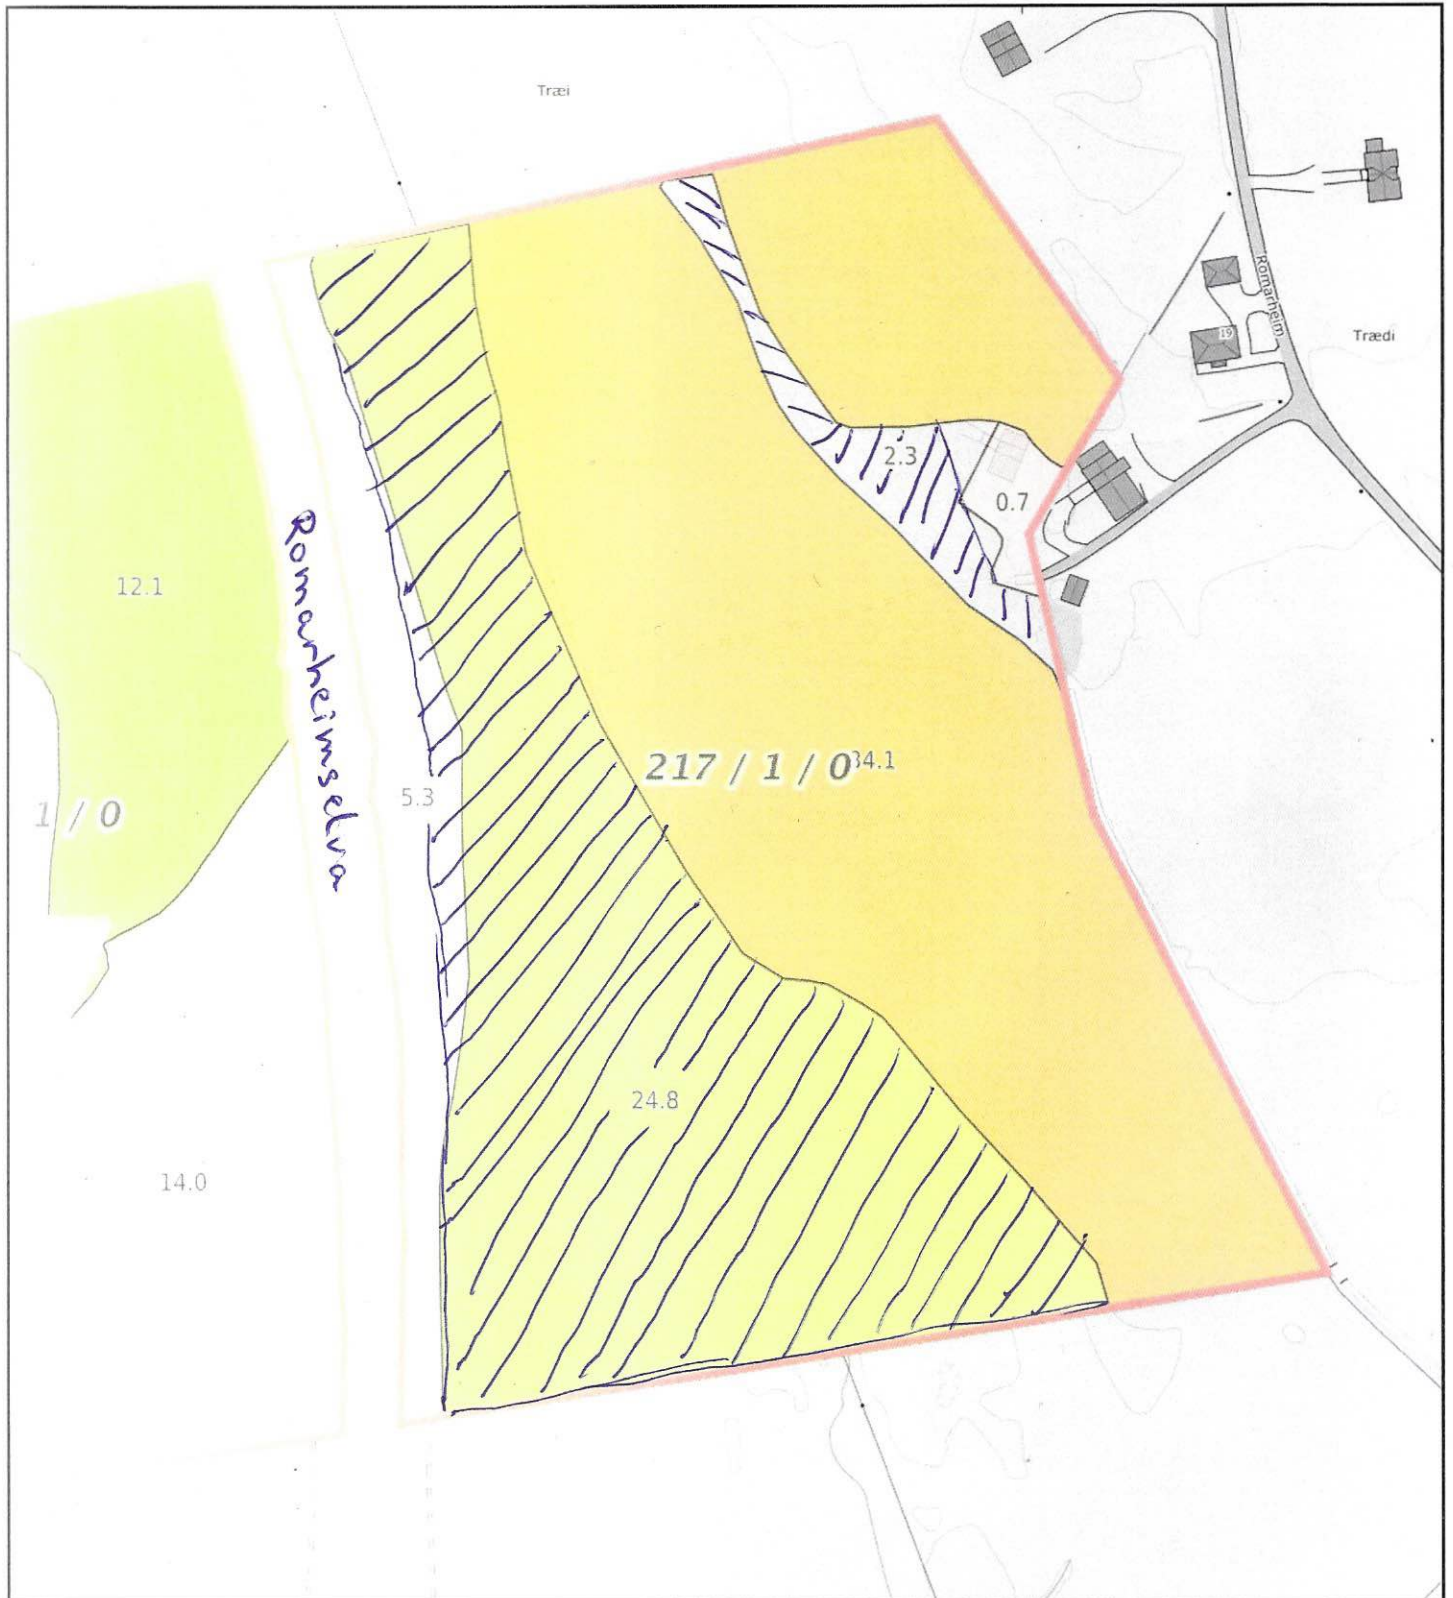 Træi
Romarheim
19
Trædi
2.3
0.7
12.1
Romarheimselva
217 / 1 / 0
34.1
5.3
1 / 0
24.8
14.0